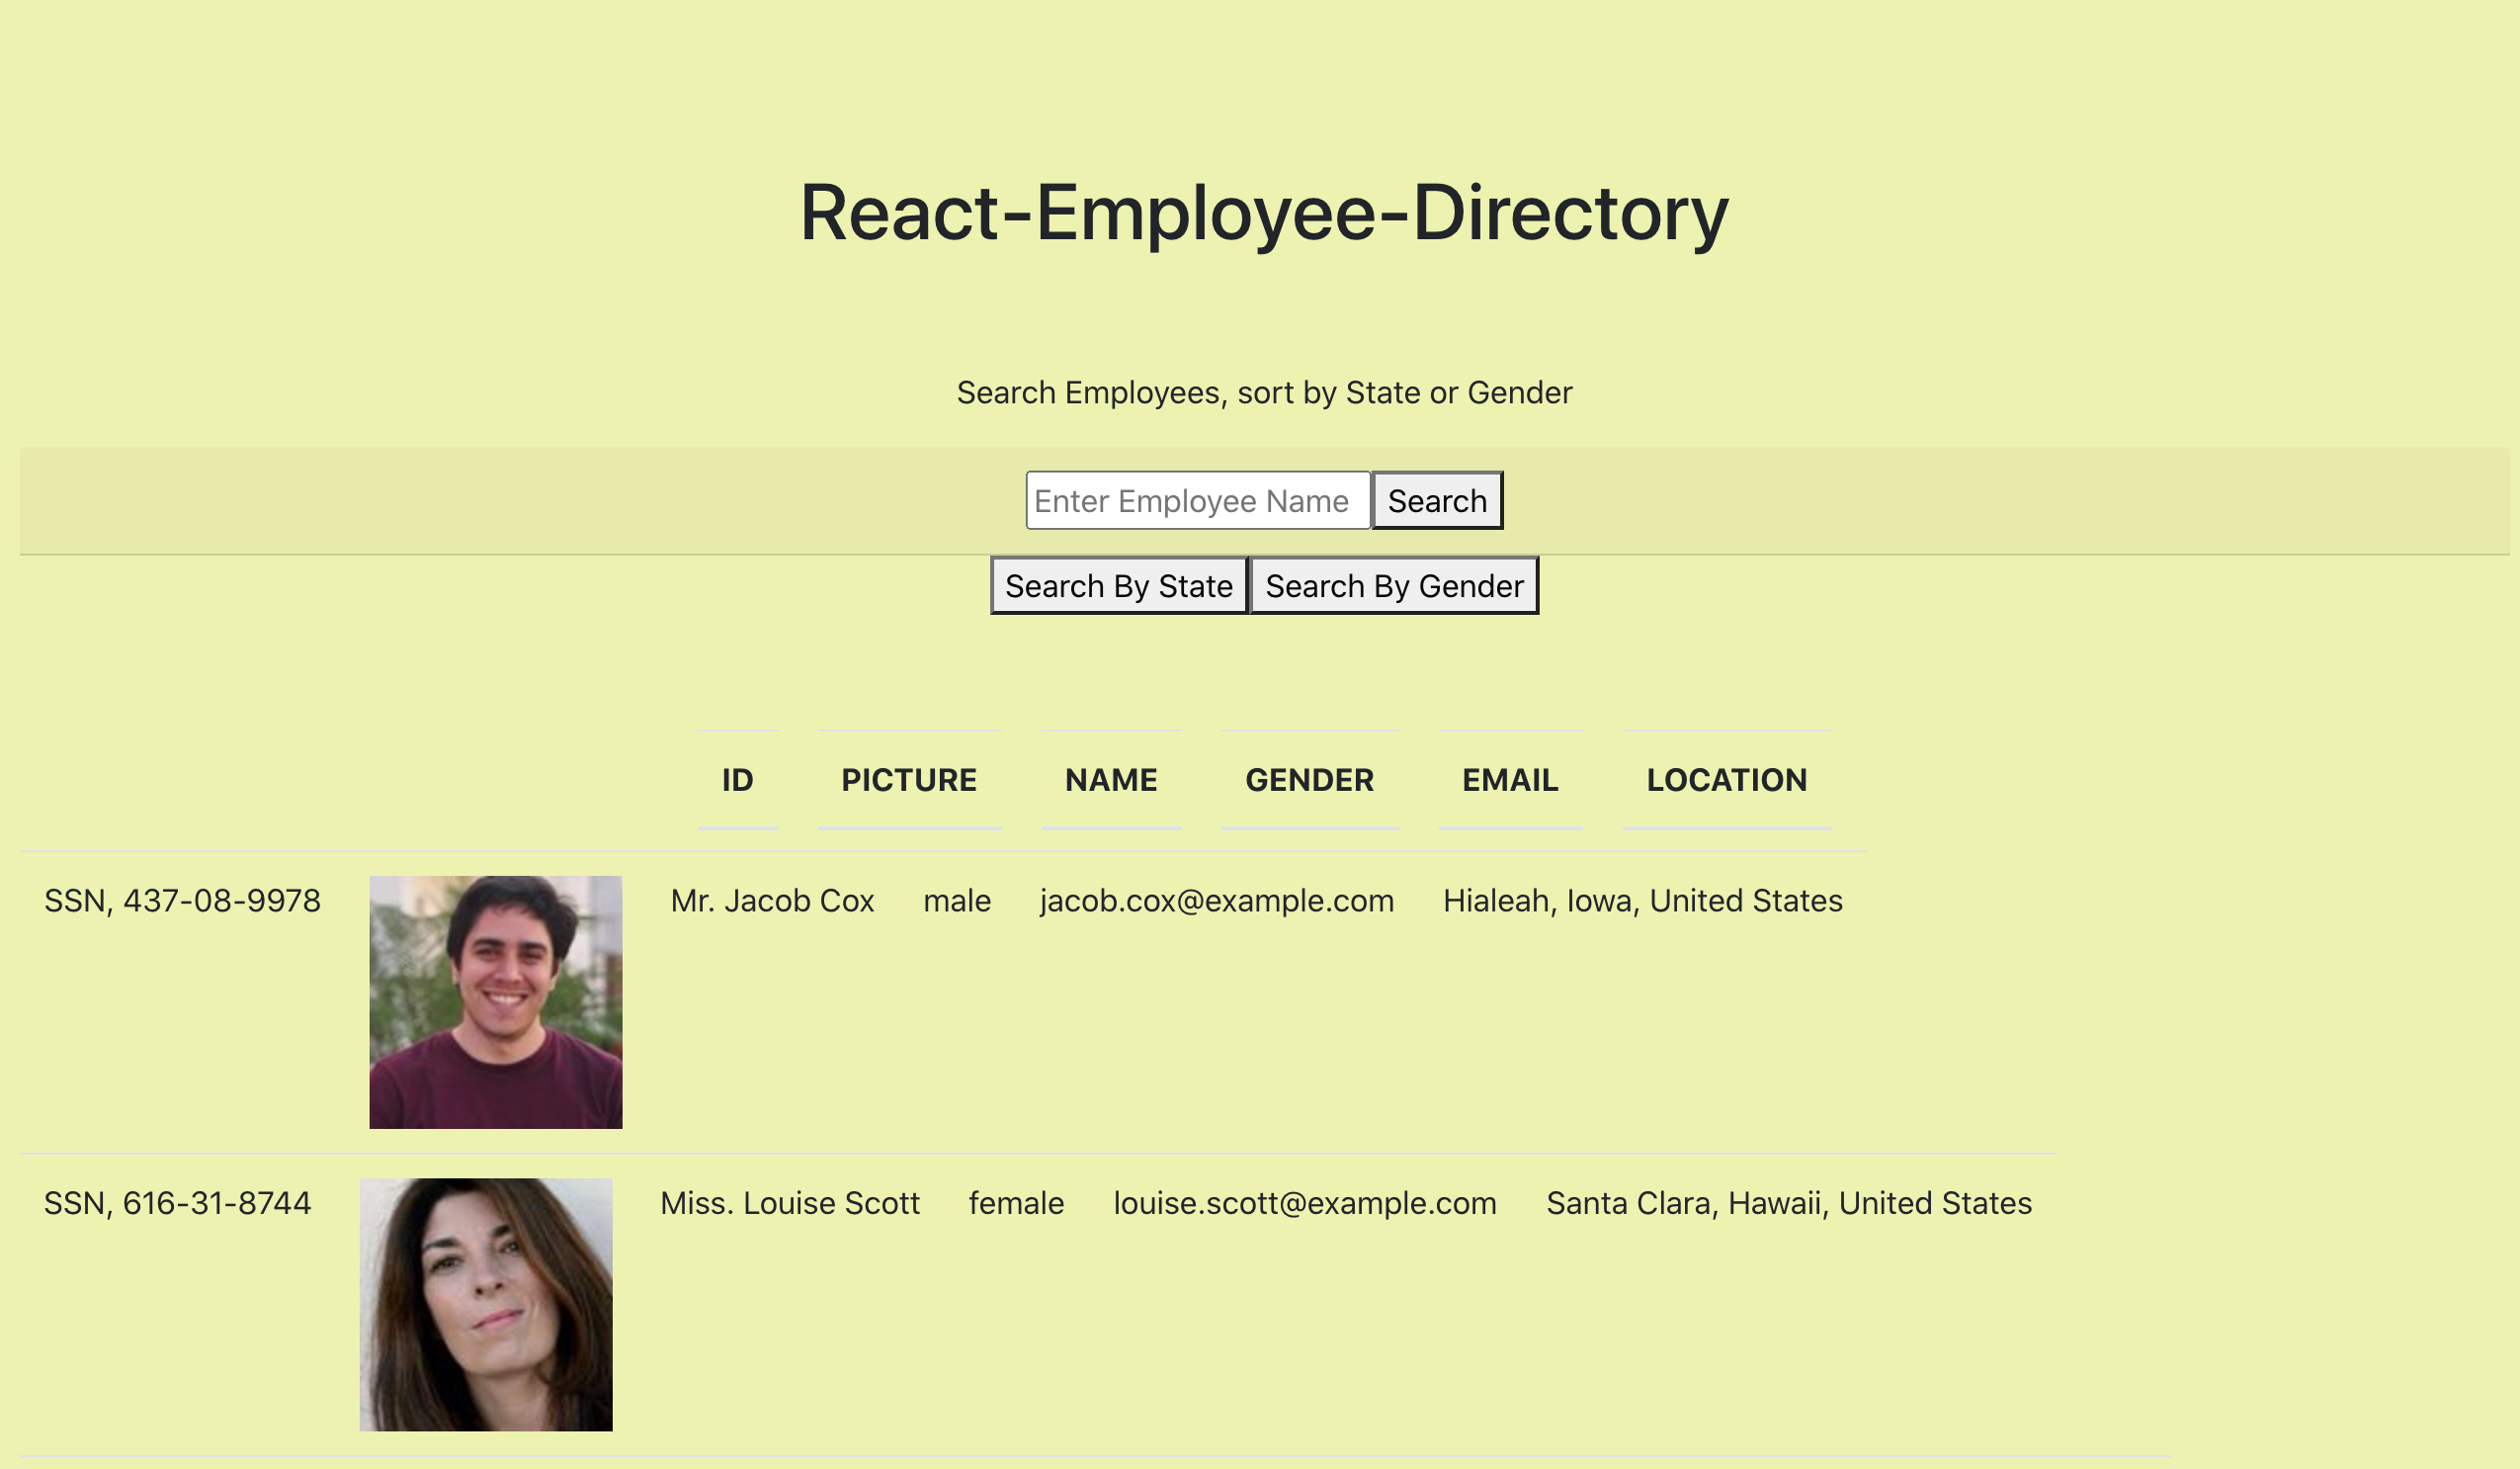 React-Employee-Directory
Search Employees, sort by State or Gender
Enter Employee Name Search
Search By State Search By Gender
ID PICTURE NAME GENDER EMAIL LOCATION
SSN, 437-08-9978 Mr. Jacob Cox male jacob.cox@example.com Hialeah, Iowa, United States
SSN, 616-31-8744 Miss. Louise Scott female louise.scott@example.com Santa Clara, Hawaii, United States